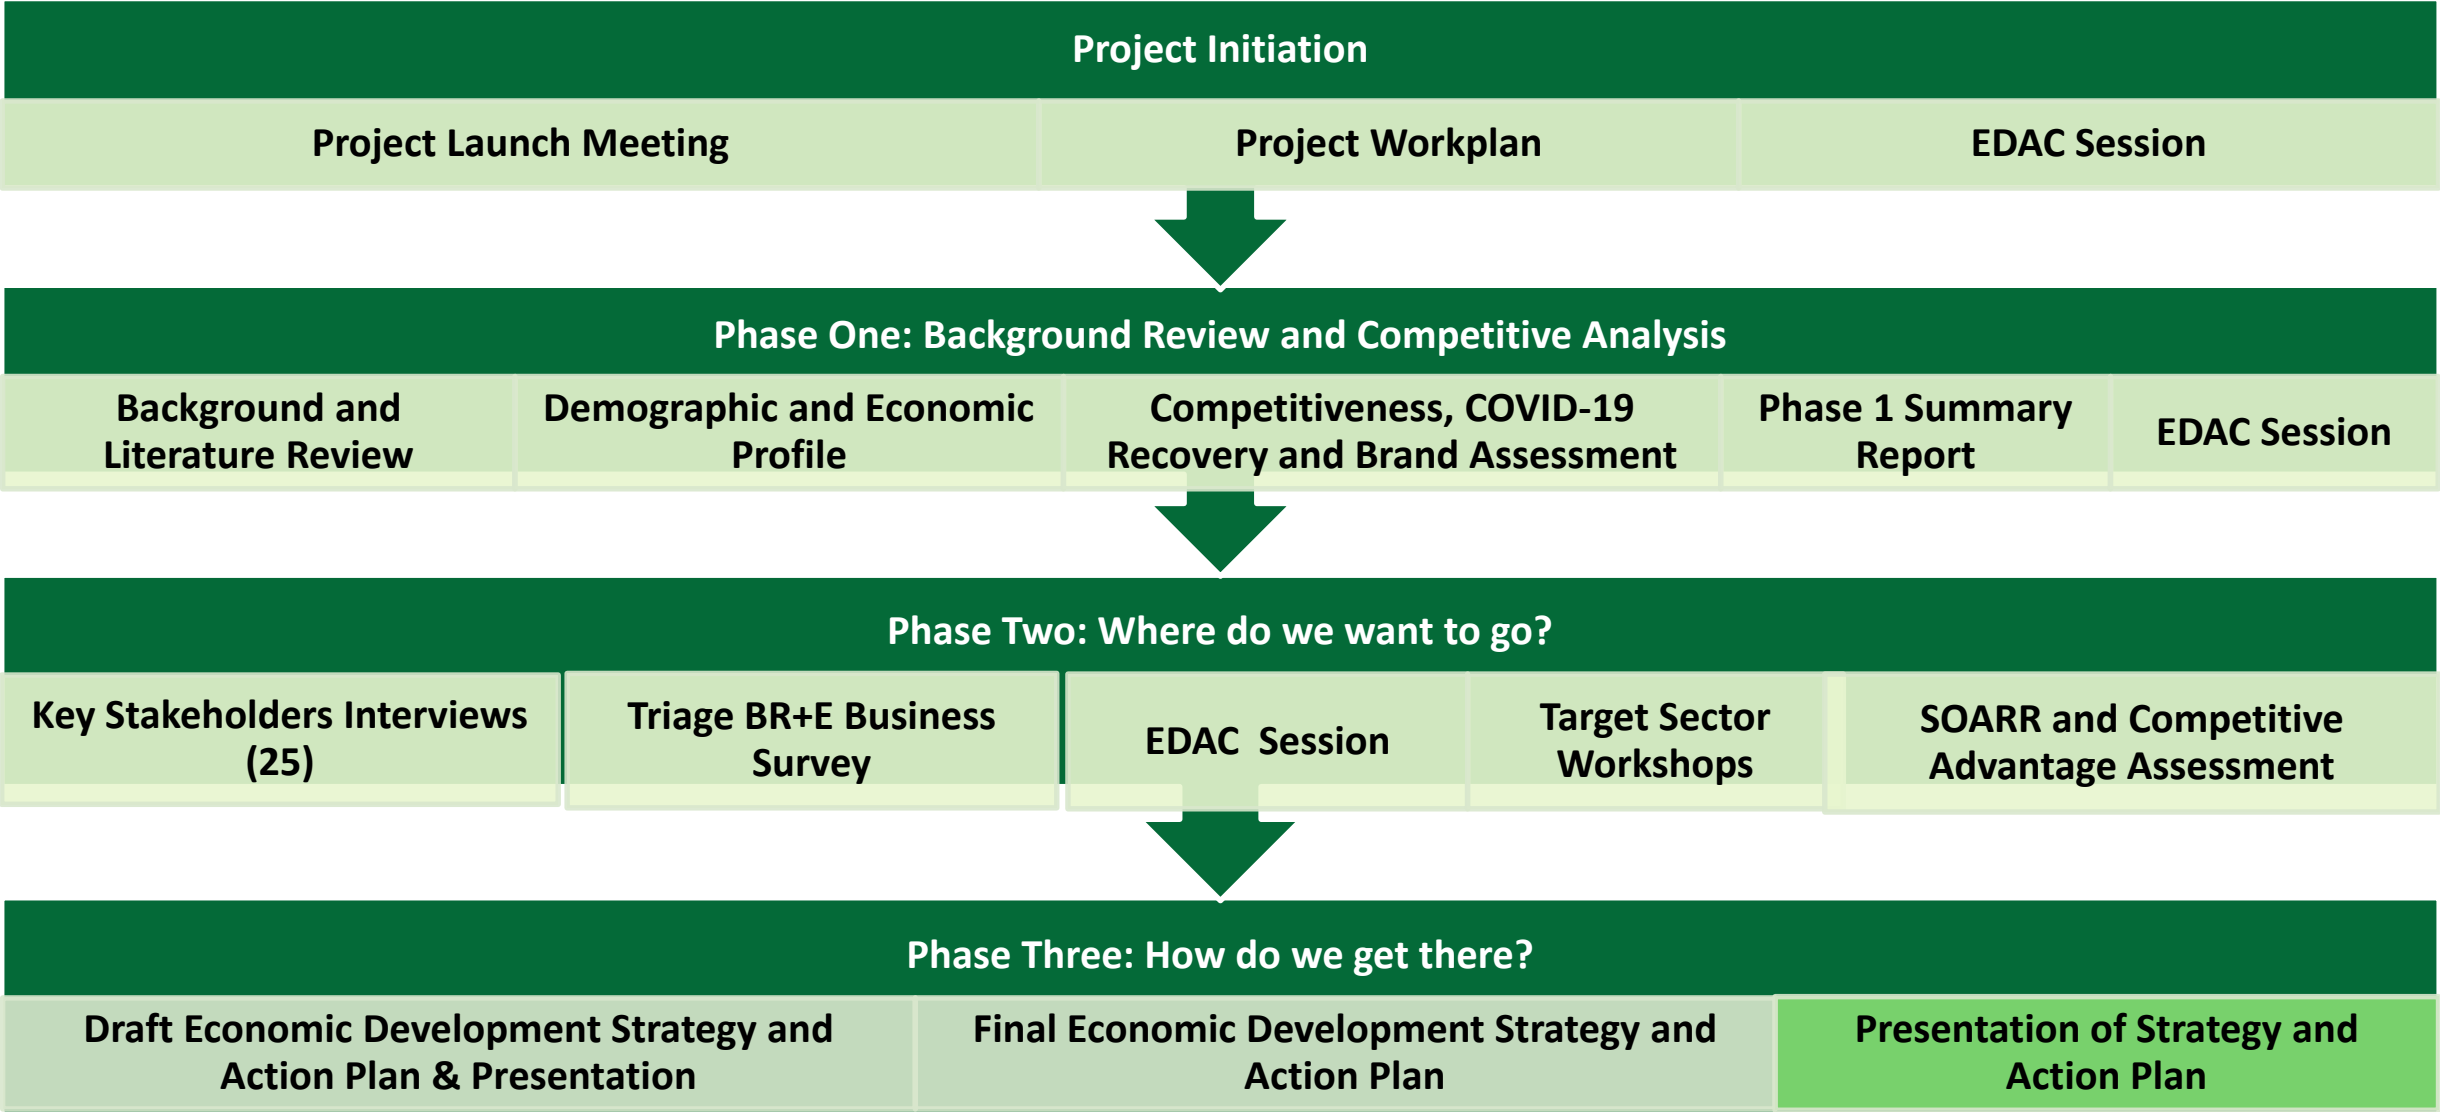 Project Initiation
Project Launch Meeting
Project Workplan
EDAC Session
Phase One: Background Review and Competitive Analysis
Background and
Literature Review
Demographic and Economic
Profile
Competitiveness, COVID-19
Recovery and Brand Assessment
Phase 1 Summary
Report
EDAC Session
Phase Two: Where do we want to go?
Key Stakeholders Interviews
(25)
Triage BR+E Business
Survey
EDAC  Session
Target Sector
Workshops
SOARR and Competitive
Advantage Assessment
Phase Three: How do we get there?
Draft Economic Development Strategy and
Action Plan & Presentation
Final Economic Development Strategy and
Action Plan
Presentation of Strategy and
Action Plan